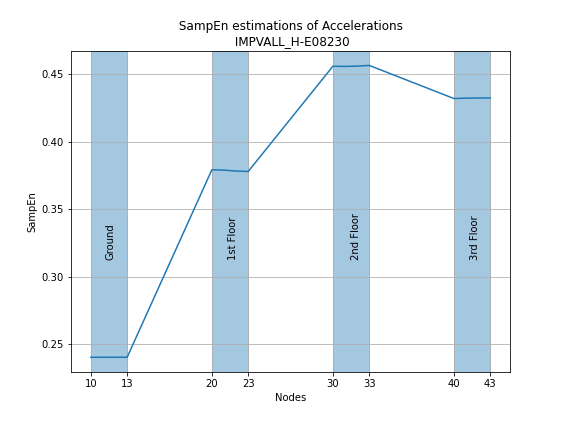 SampEn estimations of Accelerations
IMPVALL_H-E08230
0.45
0.40
0.35
0.30
0.25
SampEn
Ground
1st Floor
2nd Floor
3rd Floor
10 13 20 23 30 33 40 43
Nodes